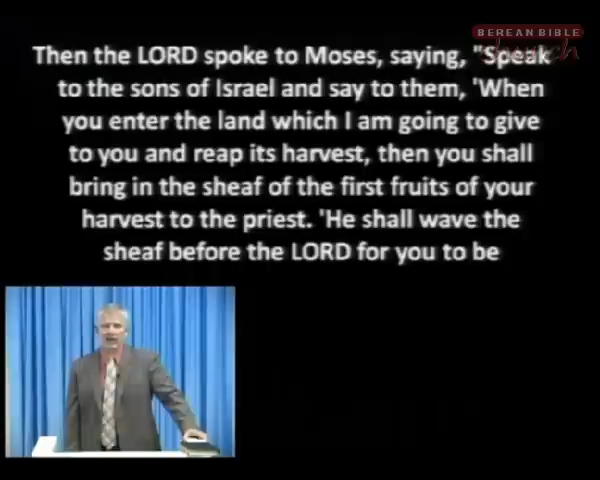 BEREAN BIBLE
church
Then the LORD spoke to Moses, saying, "Speak
to the sons of Israel and say to them, 'When
you enter the land which I am going to give
to you and reap its harvest, then you shall
bring in the sheaf of the first fruits of your
harvest to the priest. 'He shall wave the
sheaf before the LORD for you to be